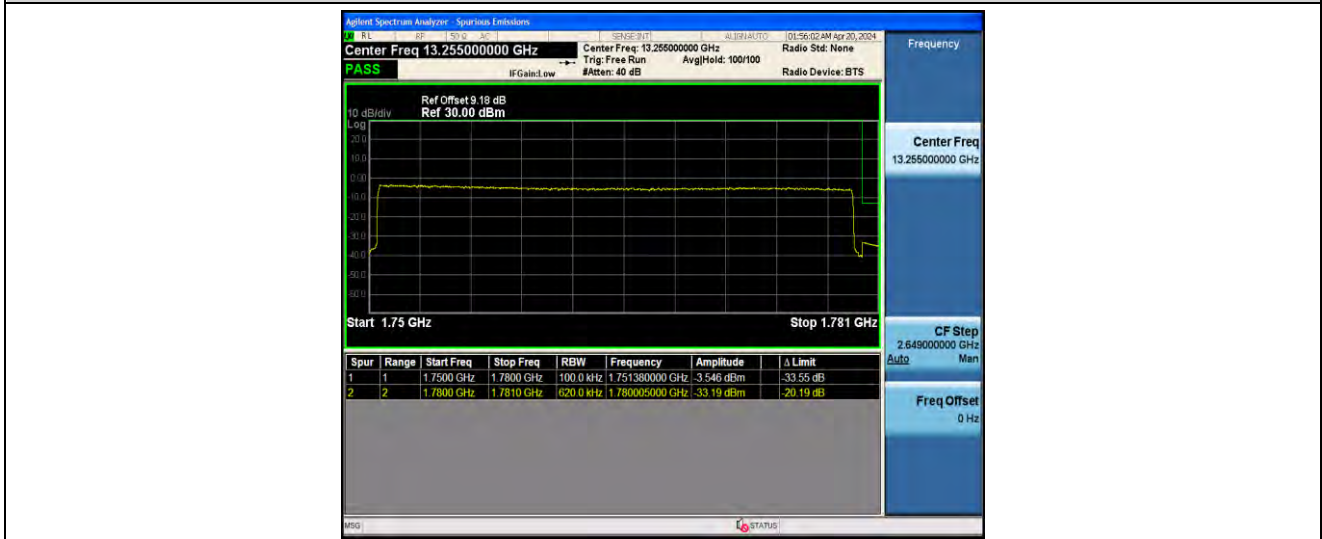 Agilent Spectrum Analyzer - Spurious Emissions
RL RF 50 Ω AC SENSE:INT ALIGNAUTO 01:56:02 AM Apr 20, 2024
Center Freq 13.255000000 GHz Center Freq: 13.255000000 GHz Radio Std: None
Trig: Free Run Avg|Hold: 100/100
PASS IFGain:Low #Atten: 40 dB Radio Device: BTS
Ref Offset 9.18 dB
10 dB/div Ref 30.00 dBm
Log
20.0
10.0
0.00
-10.0
-20.0
-30.0
-40.0
-50.0
-60.0
Start 1.75 GHz Stop 1.781 GHz
Spur Range Start Freq Stop Freq RBW Frequency Amplitude Δ Limit
1 1 1.7500 GHz 1.7800 GHz 100.0 kHz 1.751380000 GHz -3.546 dBm -33.55 dB
2 2 1.7800 GHz 1.7810 GHz 620.0 kHz 1.780005000 GHz -33.19 dBm -20.19 dB
MSG STATUS
Frequency
Center Freq
13.255000000 GHz
CF Step
2.649000000 GHz
Auto Man
Freq Offset
0 Hz